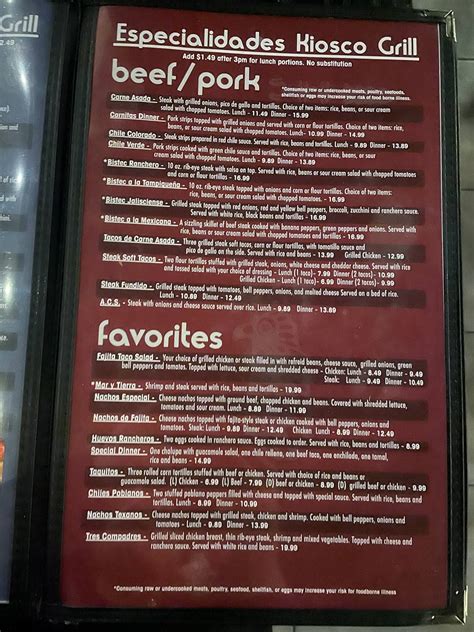 Grill
12.49
Especialidades Kiosco Grill
Add $1.49 after 3pm for lunch portions. No substitution
beef/pork
*Consuming raw or undercooked meats, poultry, seafoods,
shellfish or eggs may increase your risk of food borne illness.
Carne Asada - Steak with grilled onions, pico de gallo and tortillas. Choice of two items: rice, beans, or sour cream
salad with chopped tomatoes. Lunch - 11.49 Dinner - 15.99
Carnitas Dinner - Pork strips topped with grilled onions and served with corn or flour tortillas. Choice of two items: rice,
beans, or sour cream salad with chopped tomatoes. Lunch - 10.99 Dinner - 14.99
Chile Colorado - Steak strips prepared in red chile sauce. Served with rice, beans and tortillas. Lunch - 9.89 Dinner - 13.89
Chile Verde - Pork strips cooked with green chile sauce and tortillas. Choice of two items: rice, beans, or sour
cream salad with chopped tomatoes. Lunch - 9.89 Dinner - 13.89
*Bistec Ranchero - 10 oz. rib-eye steak with salsa on top. Served with rice, beans or sour cream salad with chopped tomatoes
and corn or flour tortillas - 16.99
*Bistec a la Tampiqueña - 10 oz. rib-eye steak topped with onions and served with corn or flour tortillas. Choice of two items:
rice, beans, or sour cream salad with chopped tomatoes - 16.99
*Bistec Jalisciense - Grilled steak topped with red onions, red and yellow bell peppers, broccoli, zucchini and ranchera sauce.
Served with white rice, black beans and tortillas - 16.99
*Bistec a la Mexicana - A sizzling skillet of beef steak cooked with banana peppers, green peppers and onions. Served
with rice, beans, or sour cream salad with chopped tomatoes - 16.99
Tacos de Carne Asada - Three grilled steak soft tacos, corn or flour tortillas, with tomatillo sauce and
pico de gallo on the side. Served with rice and beans - 13.99 Grilled Chicken - 12.99
Steak Soft Tacos - Two flour tortillas stuffed with grilled steak, onions, white cheese and cheddar cheese. Served with rice
and tossed salad with your choice of dressing - Lunch (1 taco) - 7.99 Dinner (2 tacos) - 10.99
Grilled Chicken - Lunch (1 taco) - 6.99 Dinner (2 tacos) - 9.99
Steak Fundido - Grilled steak topped with tomatoes, bell peppers, onions, and melted cheese Served on a bed of rice.
Lunch - 8.89 Dinner - 12.49
A.C.S. - Steak with onions and cheese sauce served over rice. Lunch - 8.99 Dinner - 13.49
favorites
Fajita Taco Salad - Your choice of grilled chicken or steak filled in with refreid beans, cheese sauce, grilled onions, green
bell peppers and tomatoes. Topped with lettuce, sour cream and shredded cheese - Chicken: Lunch - 8.49 Dinner - 9.49
Steak: Lunch - 9.49 Dinner - 10.49
*Mar y Tierra - Shrimp and steak served with rice, beans and tortillas - 19.99
Nachos Especial - Cheese nachos topped with ground beef, chopped chicken and beans. Covered with shredded lettuce,
tomatoes and sour cream. Lunch - 8.89 Dinner - 11.99
Nachos de Fajita - Cheese nachos topped with fajita-style steak or chicken cooked with bell peppers, onions and
tomatoes - Lunch - 9.89 Dinner - 13.99
Huevos Rancheros - Two eggs cooked in ranchera sauce. Eggs cooked to order. Served with rice, beans and tortillas - 8.99
Special Dinner - One chalupa with guacamole salad, one chile relleno, one beef taco, one enchilada, one tamal,
rice and beans - 14.99
Taquitos - Three rolled corn tortillas stuffed with beef or chicken. Served with choice of rice and beans or
guacamole salad. (L) Chicken - 6.99 (L) Beef - 7.99 (D) beef or chicken - 8.99 (D) grilled beef or chicken - 9.99
Chiles Poblanos - Two stuffed poblano peppers filled with cheese and topped with special sauce. Served with rice, beans and
tortillas -
Nachos Texanos - Cheese nachos topped with grilled steak, chicken and shrimp. Cooked with bell peppers, onions and
tomatoes - Lunch - 9.89 Dinner - 13.99
Tres Compadres - Grilled sliced chicken breast, thin rib-eye steak, shrimp and mixed vegetables. Topped with cheese and
ranchera sauce. Served with white rice and beans - 19.99
*Consuming raw or undercooked meats, poultry, seafood, shellfish, or eggs may increase your risk for foodborne illness